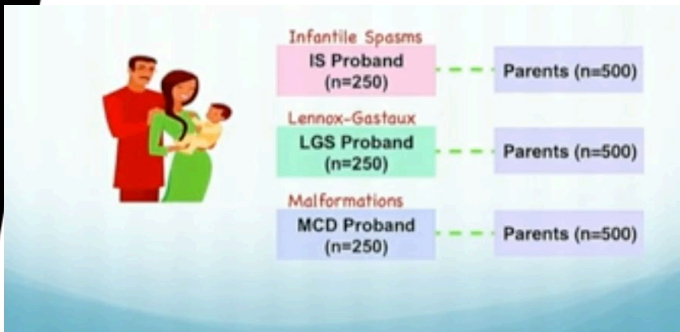 Infantile Spasms
IS Proband
(n=250)
Parents (n=500)
Lennox-Gastaux
LGS Proband
(n=250)
Parents (n=500)
Malformations
MCD Proband
(n=250)
Parents (n=500)